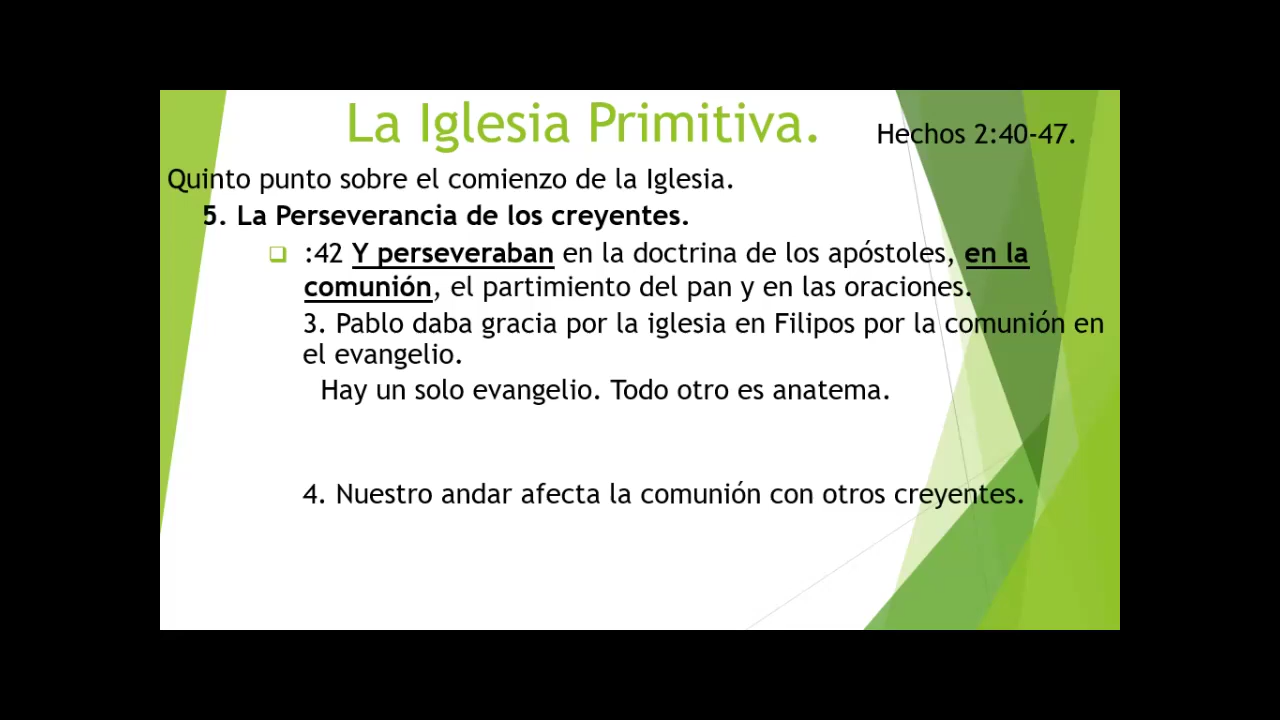 La Iglesia Primitiva.
Hechos 2:40-47.
Quinto punto sobre el comienzo de la Iglesia.
5. La Perseverancia de los creyentes.
:42 Y perseveraban en la doctrina de los apóstoles, en la
comunión, el partimiento del pan y en las oraciones.
3. Pablo daba gracia por la iglesia en Filipos por la comunión en
el evangelio.
Hay un solo evangelio. Todo otro es anatema.
4. Nuestro andar afecta la comunión con otros creyentes.